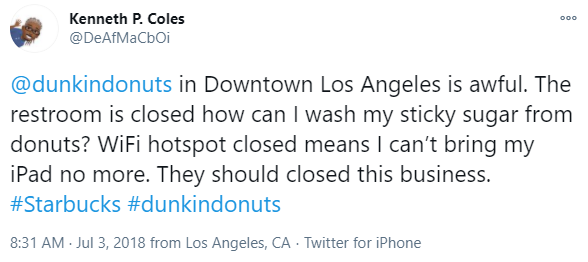 Kenneth P. Coles
@DeAfMaCbOi
@dunkindonuts in Downtown Los Angeles is awful. The
restroom is closed how can I wash my sticky sugar from
donuts? WiFi hotspot closed means I can't bring my
iPad no more. They should closed this business.
#Starbucks #dunkindonuts
8:31 AM · Jul 3, 2018 from Los Angeles, CA · Twitter for iPhone